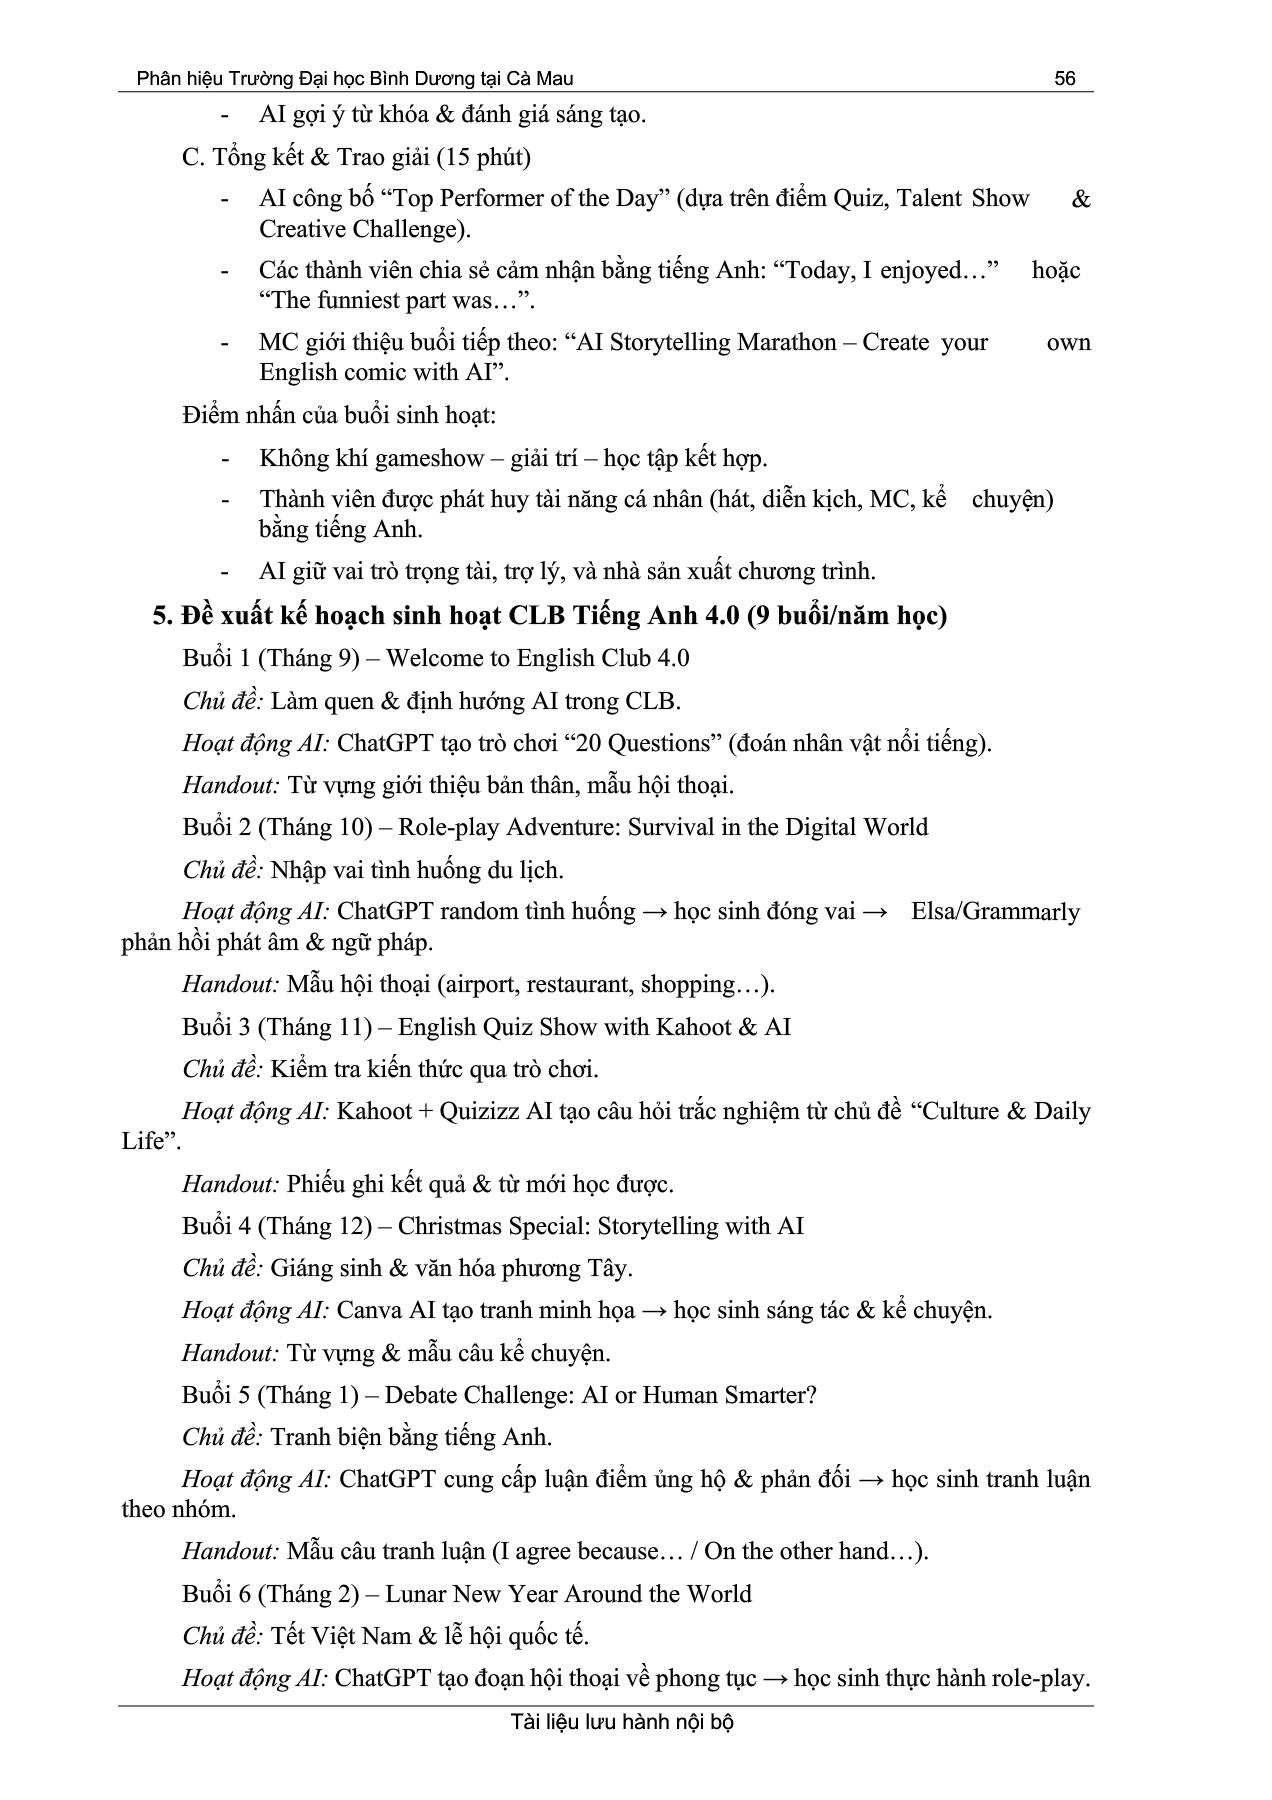 Phân hiệu Trường Đại học Bình Dương tại Cà Mau 56
- AI gợi ý từ khóa & đánh giá sáng tạo.
C. Tổng kết & Trao giải (15 phút)
- AI công bố “Top Performer of the Day” (dựa trên điểm Quiz, Talent Show &
Creative Challenge).
- Các thành viên chia sẻ cảm nhận bằng tiếng Anh: “Today, I enjoyed…” hoặc
“The funniest part was…”.
- MC giới thiệu buổi tiếp theo: “AI Storytelling Marathon – Create your own
English comic with AI”.
Điểm nhấn của buổi sinh hoạt:
- Không khí gameshow – giải trí – học tập kết hợp.
- Thành viên được phát huy tài năng cá nhân (hát, diễn kịch, MC, kể chuyện)
bằng tiếng Anh.
- AI giữ vai trò trọng tài, trợ lý, và nhà sản xuất chương trình.
5. Đề xuất kế hoạch sinh hoạt CLB Tiếng Anh 4.0 (9 buổi/năm học)
Buổi 1 (Tháng 9) – Welcome to English Club 4.0
Chủ đề: Làm quen & định hướng AI trong CLB.
Hoạt động AI: ChatGPT tạo trò chơi “20 Questions” (đoán nhân vật nổi tiếng).
Handout: Từ vựng giới thiệu bản thân, mẫu hội thoại.
Buổi 2 (Tháng 10) – Role-play Adventure: Survival in the Digital World
Chủ đề: Nhập vai tình huống du lịch.
Hoạt động AI: ChatGPT random tình huống → học sinh đóng vai → Elsa/Grammarly
phản hồi phát âm & ngữ pháp.
Handout: Mẫu hội thoại (airport, restaurant, shopping…).
Buổi 3 (Tháng 11) – English Quiz Show with Kahoot & AI
Chủ đề: Kiểm tra kiến thức qua trò chơi.
Hoạt động AI: Kahoot + Quizizz AI tạo câu hỏi trắc nghiệm từ chủ đề “Culture & Daily
Life”.
Handout: Phiếu ghi kết quả & từ mới học được.
Buổi 4 (Tháng 12) – Christmas Special: Storytelling with AI
Chủ đề: Giáng sinh & văn hóa phương Tây.
Hoạt động AI: Canva AI tạo tranh minh họa → học sinh sáng tác & kể chuyện.
Handout: Từ vựng & mẫu câu kể chuyện.
Buổi 5 (Tháng 1) – Debate Challenge: AI or Human Smarter?
Chủ đề: Tranh biện bằng tiếng Anh.
Hoạt động AI: ChatGPT cung cấp luận điểm ủng hộ & phản đối → học sinh tranh luận
theo nhóm.
Handout: Mẫu câu tranh luận (I agree because… / On the other hand…).
Buổi 6 (Tháng 2) – Lunar New Year Around the World
Chủ đề: Tết Việt Nam & lễ hội quốc tế.
Hoạt động AI: ChatGPT tạo đoạn hội thoại về phong tục → học sinh thực hành role-play.
Tài liệu lưu hành nội bộ